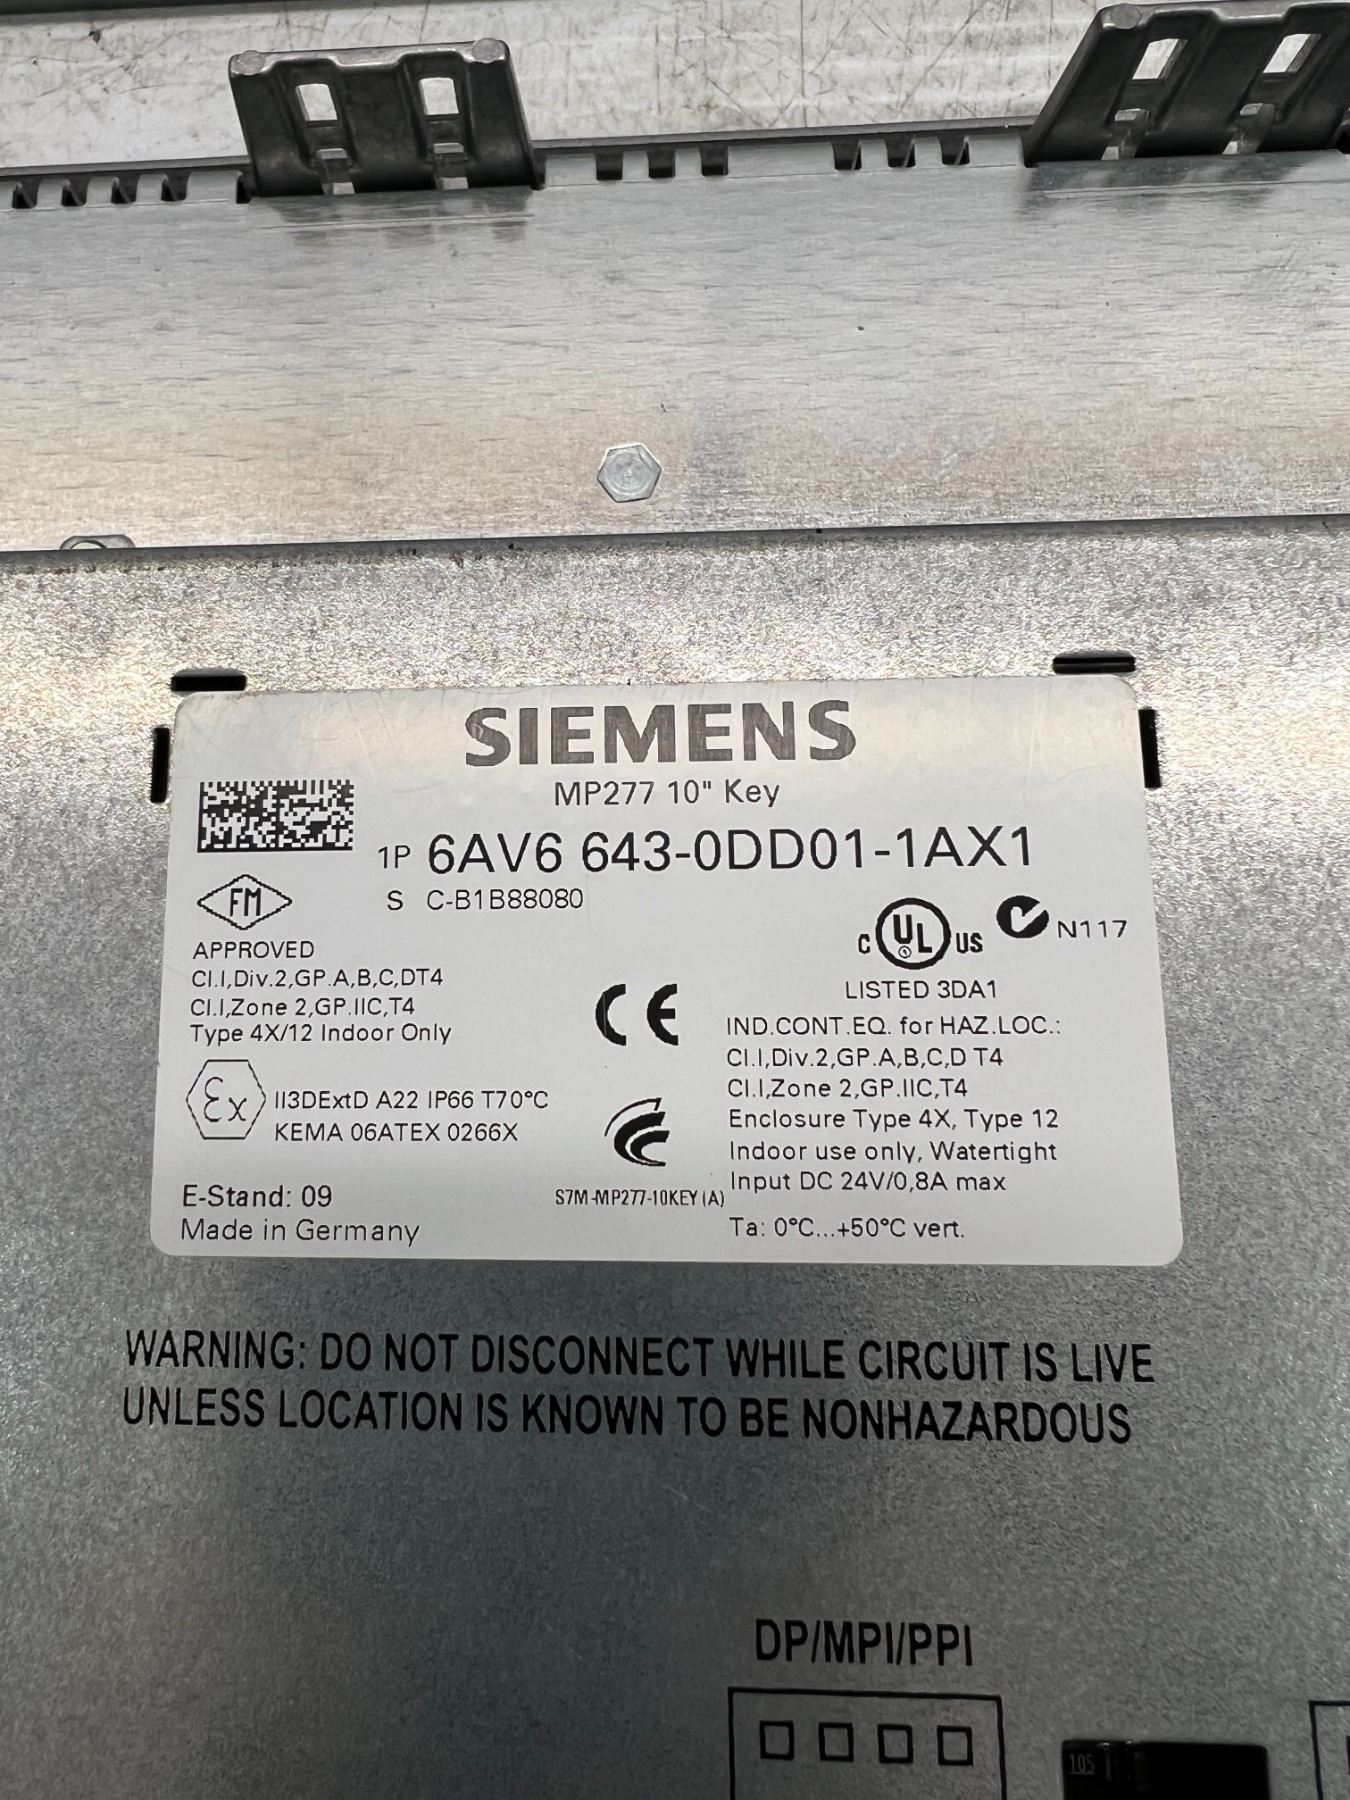 SIEMENS
MP277 10" Key
1P 6AV6 643-0DD01-1AX1
S C-B1B88080
FM
APPROVED
CI.I,Div.2,GP.A,B,C,DT4
CI.I,Zone 2,GP.IIC,T4
Type 4X/12 Indoor Only
Ex II3DExtD A22 IP66 T70°C
KEMA 06ATEX 0266X
E-Stand: 09
Made in Germany
CE
S7M-MP277-10KEY(A)
C UL US N117
LISTED 3DA1
IND.CONT.EQ. for HAZ.LOC.:
CI.I,Div.2,GP.A,B,C,D T4
CI.I,Zone 2,GP.IIC,T4
Enclosure Type 4X, Type 12
Indoor use only, Watertight
Input DC 24V/0,8A max
Ta: 0°C...+50°C vert.
WARNING: DO NOT DISCONNECT WHILE CIRCUIT IS LIVE
UNLESS LOCATION IS KNOWN TO BE NONHAZARDOUS
DP/MPI/PPI
105